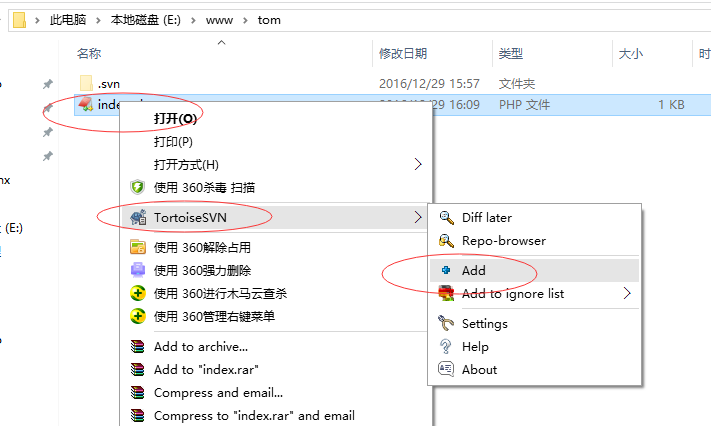 此电脑 › 本地磁盘 (E:) › www › tom
名称 修改日期 类型 大小 时
.svn 2016/12/29 15:57 文件夹
2016/12/29 16:09 PHP 文件 1 KB
打开(O)
打印(P)
打开方式(H)
使用 360杀毒 扫描
TortoiseSVN
使用 360解除占用
使用 360强力删除
使用 360进行木马云查杀
使用 360管理右键菜单
Add to archive...
Add to "index.rar"
Compress and email...
Compress to "index.rar" and email
Diff later
Repo-browser
Add
Add to ignore list
Settings
Help
About
(E:)